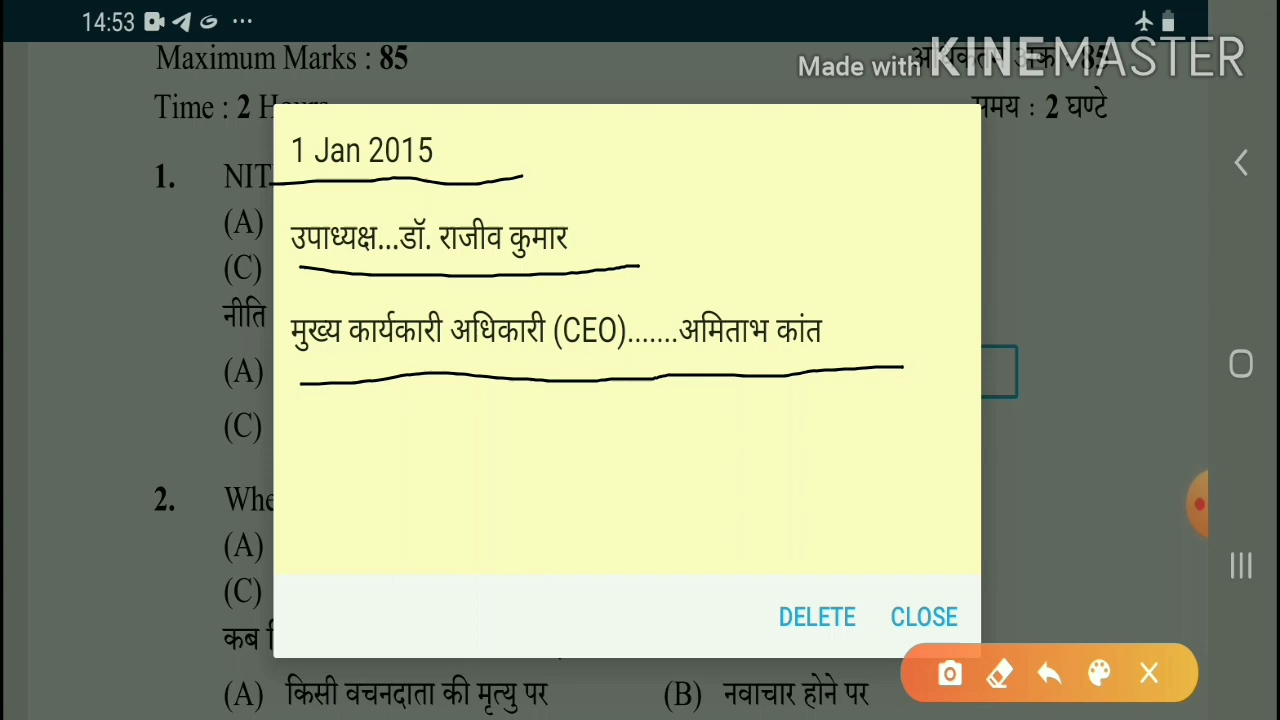 14:53
Maximum Marks : 85
Made with KINEMASTER
Time : 2 Hours
समय : 2 घण्टे
1 Jan 2015
1. NIT
(A)
उपाध्यक्ष...डॉ. राजीव कुमार
(C)
नीति
मुख्य कार्यकारी अधिकारी (CEO).......अमिताभ कांत
(A)
(C)
2. Whe
(A)
(C)
DELETE CLOSE
कब
(A) किसी वचनदाता की मृत्यु पर (B) नवाचार होने पर